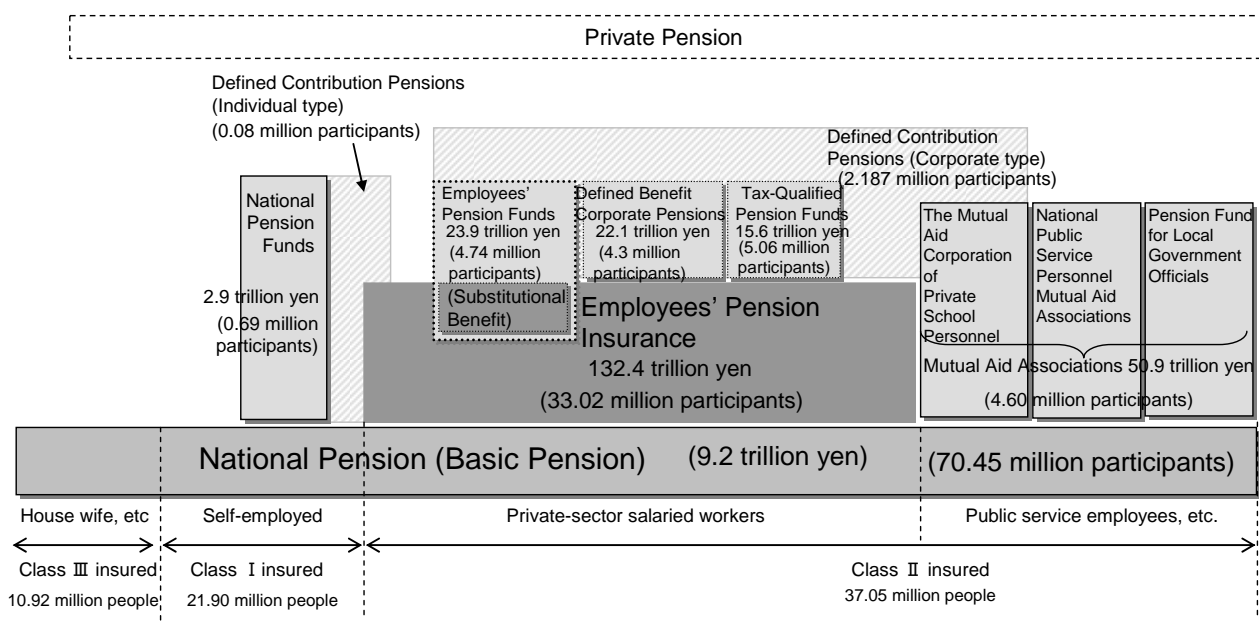 Private Pension
Defined Contribution Pensions
(Individual type)
(0.08 million participants)
Defined Contribution
Pensions (Corporate type)
(2.187 million participants)
National
Pension
Funds
2.9 trillion yen
(0.69 million
participants)
Employees’
Pension Funds
23.9 trillion yen
(4.74 million
participants)
(Substitutional
Benefit)
Defined Benefit
Corporate Pensions
22.1 trillion yen
(4.3 million
participants)
Tax-Qualified
Pension Funds
15.6 trillion yen
(5.06 million
participants)
Employees’ Pension
Insurance
132.4 trillion yen
(33.02 million participants)
The Mutual
Aid
Corporation
of
Private
School
Personnel
National
Public
Service
Personnel
Mutual Aid
Associations
Pension Fund
for Local
Government
Officials
Mutual Aid Associations 50.9 trillion yen
(4.60 million participants)
National Pension (Basic Pension) (9.2 trillion yen) (70.45 million participants)
House wife, etc
Self-employed
Private-sector salaried workers
Public service employees, etc.
Class Ⅲ insured
10.92 million people
Class Ⅰ insured
21.90 million people
Class Ⅱ insured
37.05 million people